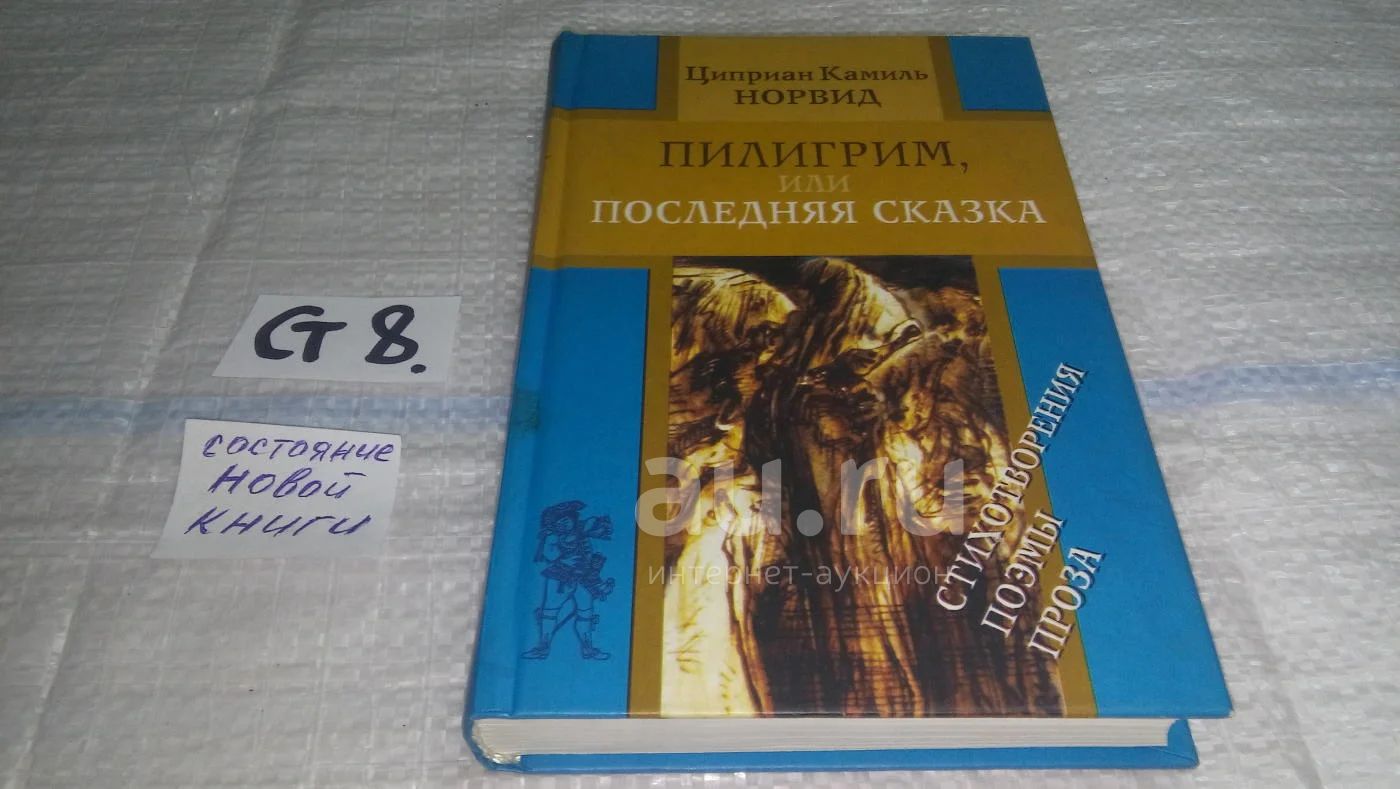 Циприан Камиль
НОРВИД
ПИЛИГРИМ,
ИЛИ
ПОСЛЕДНЯЯ СКАЗКА
СТИХОТВОРЕНИЯ
ПОЭМЫ
ПРОЗА
Ст 8.
состояние
новой
книги
au.ru
интернет-аукцион